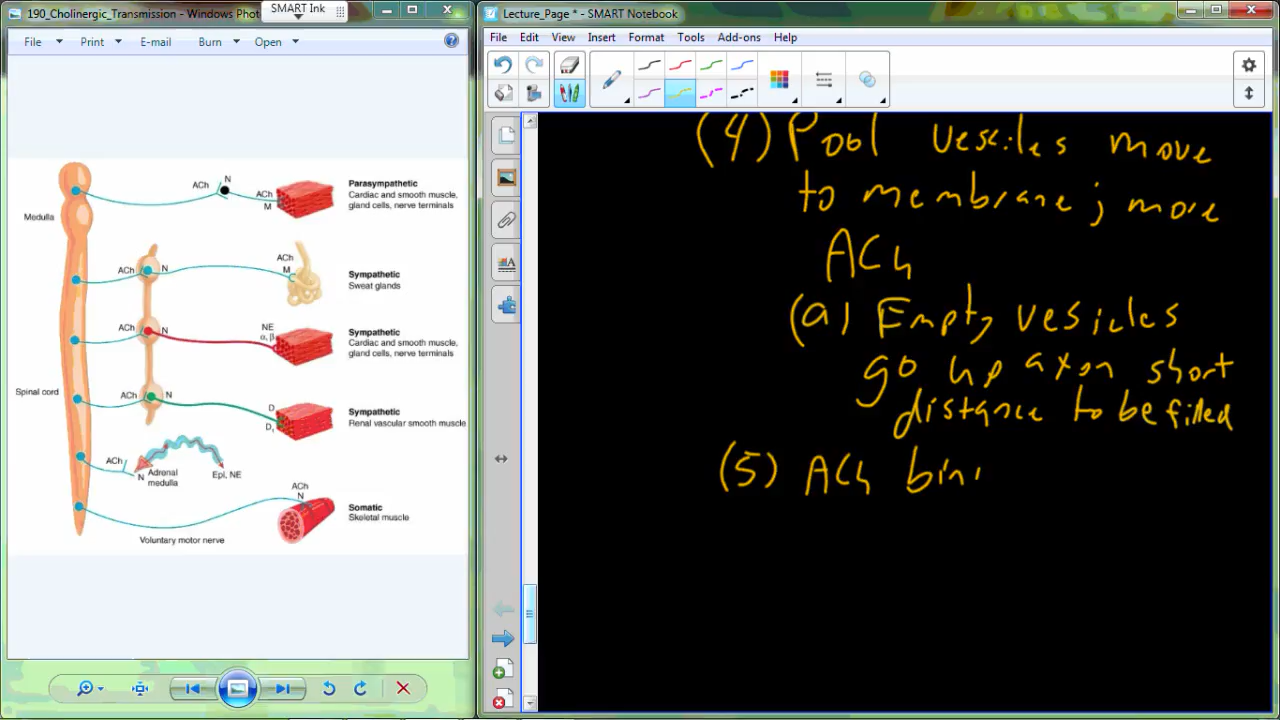 190_Cholinergic_Transmission - Windows Phot
SMART Ink
File Print E-mail Burn Open
Medulla
ACh N ACh M
Parasympathetic
Cardiac and smooth muscle,
gland cells, nerve terminals
ACh N ACh M
Sympathetic
Sweat glands
ACh N NE α, β
Sympathetic
Cardiac and smooth muscle,
gland cells, nerve terminals
Spinal cord
ACh N D D₁
Sympathetic
Renal vascular smooth muscle
ACh N
Adrenal
medulla
Epi, NE
ACh
N
Somatic
Skeletal muscle
Voluntary motor nerve
Lecture_Page * - SMART Notebook
File Edit View Insert Format Tools Add-ons Help
(4) Pool vesciles move
to membrane; more
ACh
(a) Empty vesicles
go up axon short
distance to be filled
(5) ACh bin